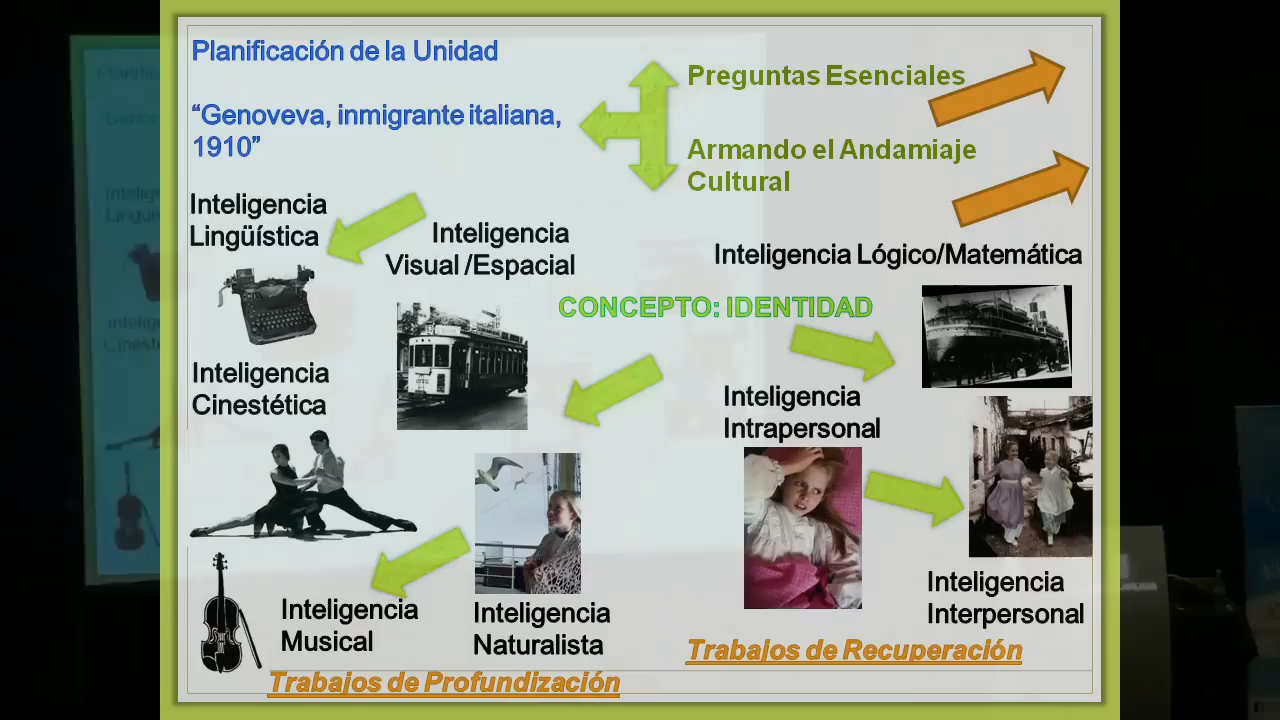 Planificación de la Unidad
“Genoveva, inmigrante italiana,
1910”
Preguntas Esenciales
Armando el Andamiaje
Cultural
Inteligencia
Lingüística
Inteligencia
Visual /Espacial
Inteligencia Lógico/Matemática
CONCEPTO: IDENTIDAD
Inteligencia
Cinestética
Inteligencia
Intrapersonal
Inteligencia
Musical
Inteligencia
Naturalista
Inteligencia
Interpersonal
Trabajos de Recuperación
Trabajos de Profundización